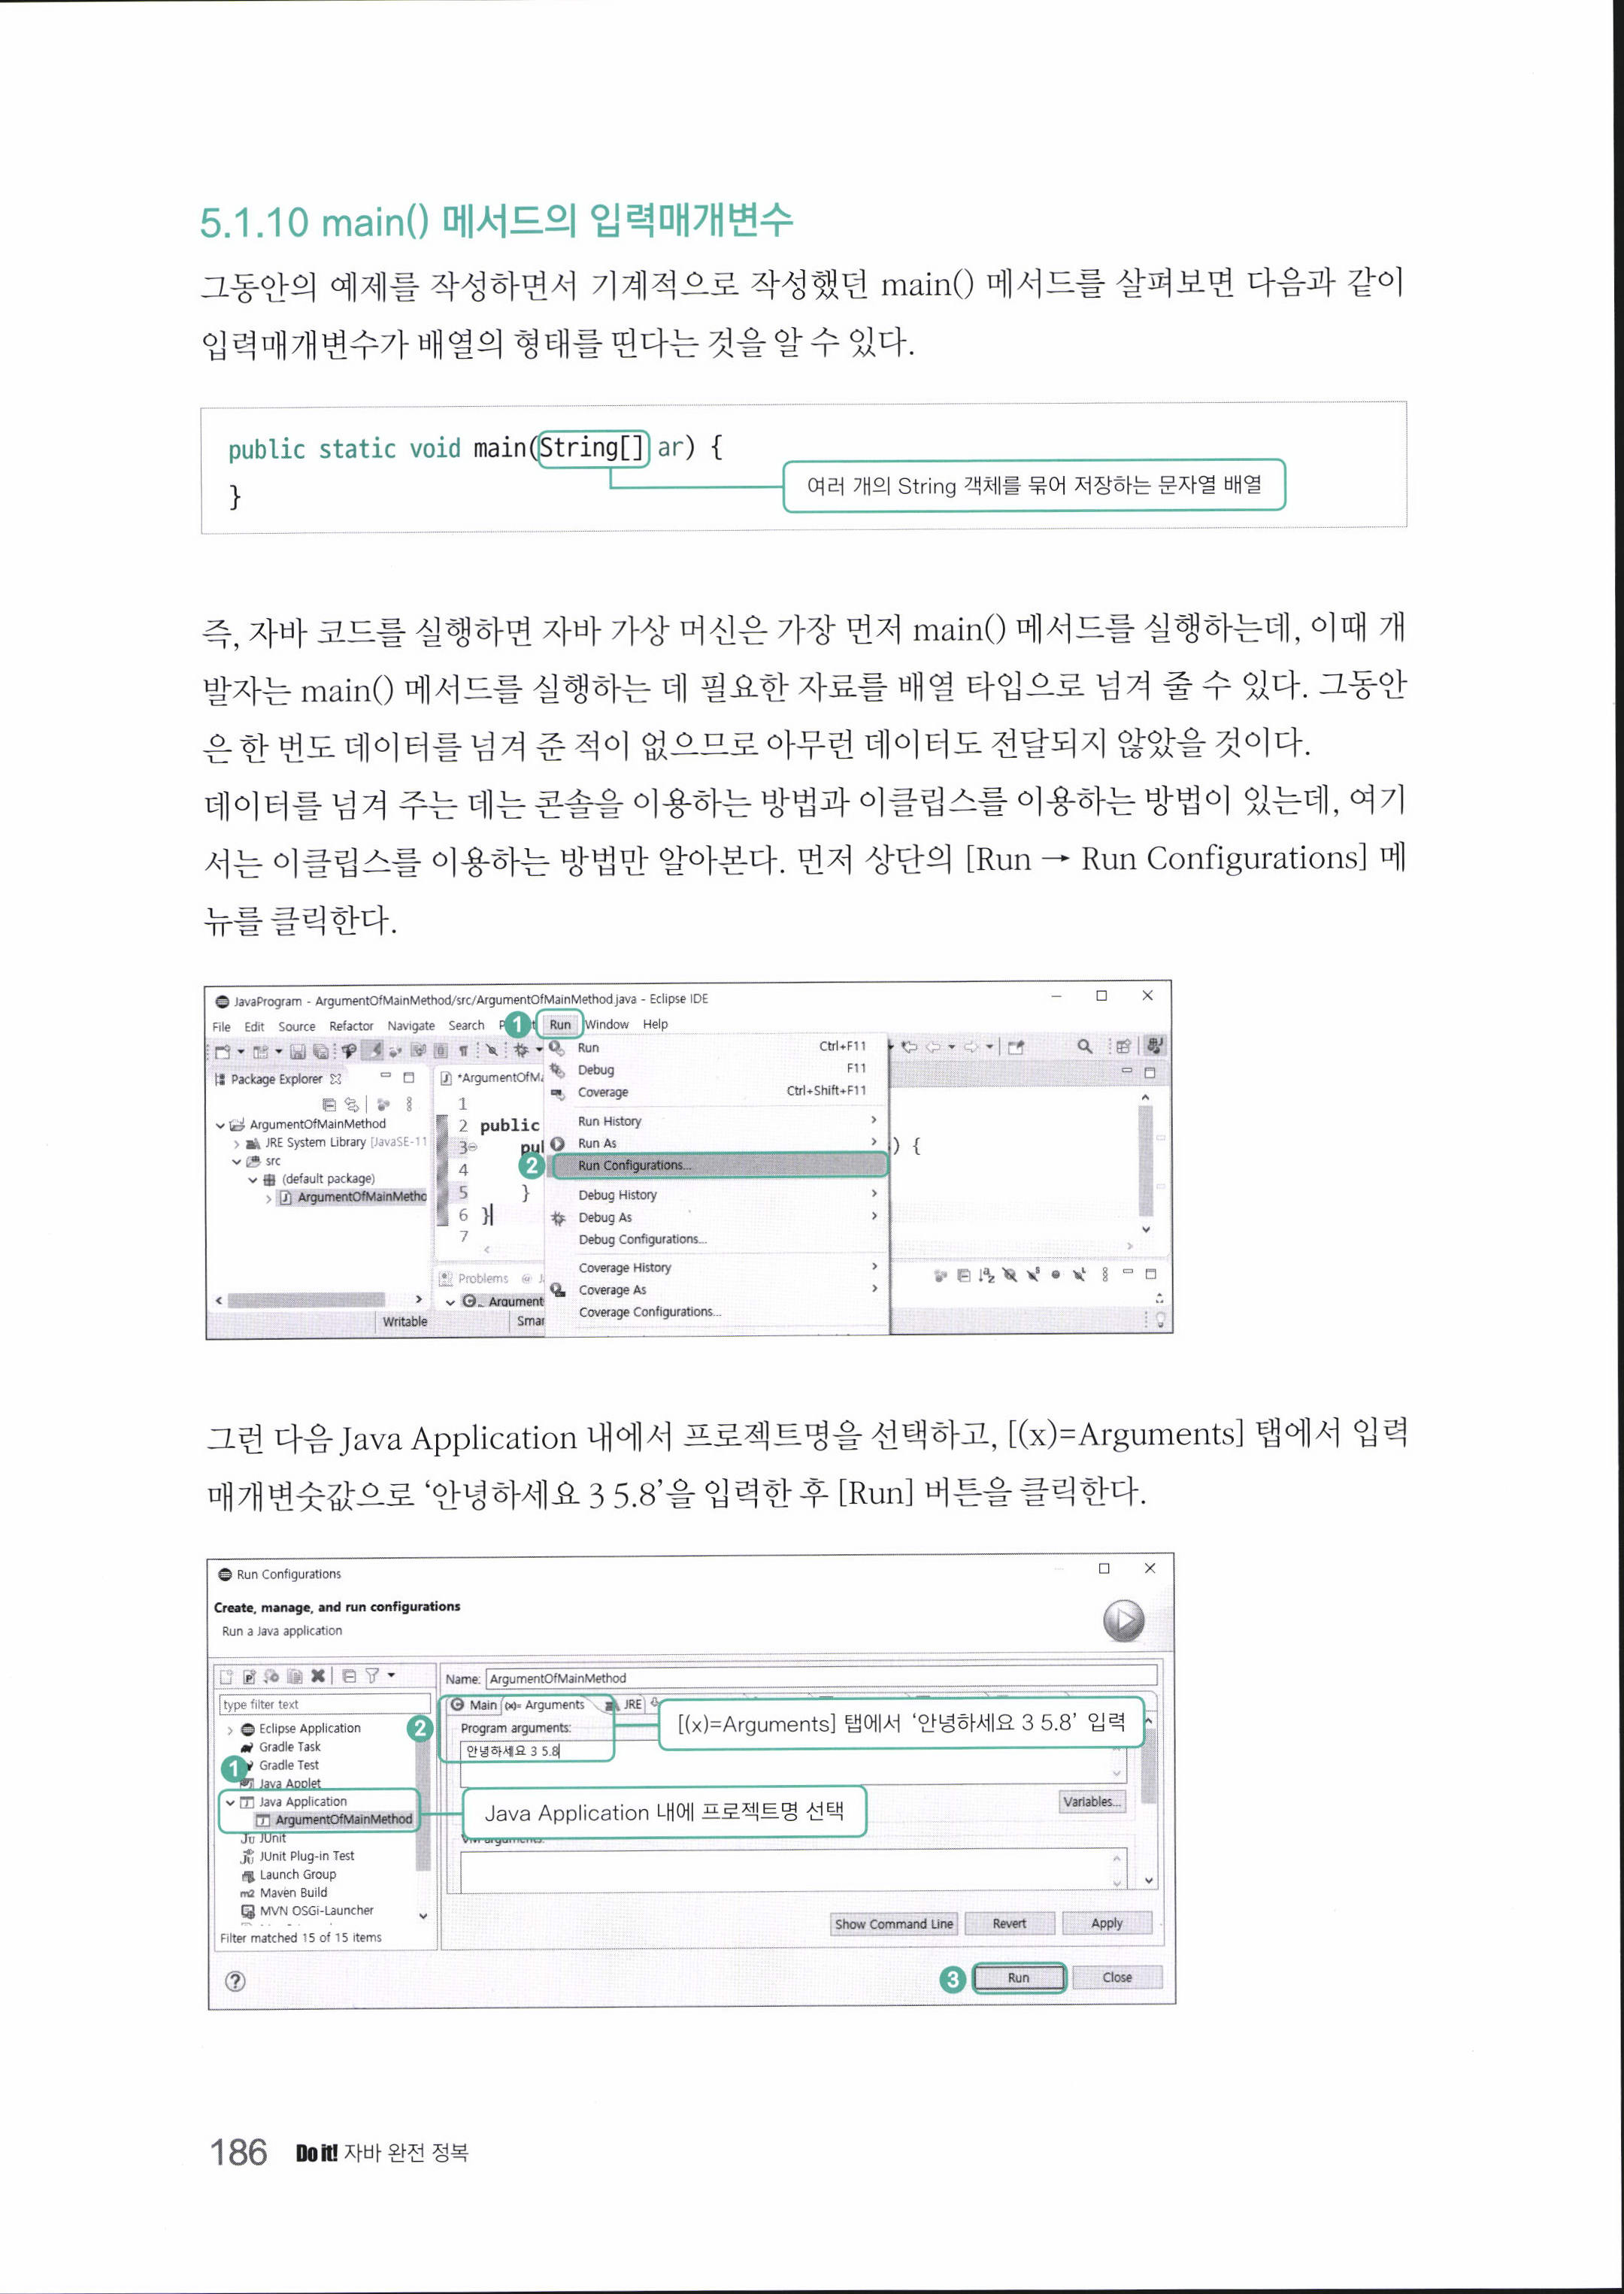 5.1.10 main() 메서드의 입력매개변수
그동안의 예제를 작성하면서 기계적으로 작성했던 main() 메서드를 살펴보면 다음과 같이
입력매개변수가 배열의 형태를 띤다는 것을 알 수 있다.
public static void main(String[] ar) {
여러 개의 String 객체를 묶어 저장하는 문자열 배열
}
즉, 자바 코드를 실행하면 자바 가상 머신은 가장 먼저 main() 메서드를 실행하는데, 이때 개
발자는 main() 메서드를 실행하는 데 필요한 자료를 배열 타입으로 넘겨 줄 수 있다. 그동안
은 한 번도 데이터를 넘겨 준 적이 없으므로 아무런 데이터도 전달되지 않았을 것이다.
데이터를 넘겨 주는 데는 콘솔을 이용하는 방법과 이클립스를 이용하는 방법이 있는데, 여기
서는 이클립스를 이용하는 방법만 알아본다. 먼저 상단의 [Run → Run Configurations] 메
뉴를 클릭한다.
JavaProgram - ArgumentOfMainMethod/src/ArgumentOfMainMethod.java - Eclipse IDE
File Edit Source Refactor Navigate Search P 1 t Run Window Help
Run Ctrl+F11
Debug F11
Coverage Ctrl+Shift+F11
Run History
Run As
2 Run Configurations...
Debug History
Debug As
Debug Configurations...
Coverage History
Coverage As
Coverage Configurations...
Package Explorer
ArgumentOfMainMethod
JRE System Library [JavaSE-11
src
(default package)
ArgumentOfMainMetho
*ArgumentOfMa
1
2 public
3 pul ) {
4
5 }
6 }
7
Problems @ J
Argument
Writable Smar
그런 다음 Java Application 내에서 프로젝트명을 선택하고, [(x)=Arguments] 탭에서 입력
매개변숫값으로 ‘안녕하세요 3 5.8’을 입력한 후 [Run] 버튼을 클릭한다.
Run Configurations
Create, manage, and run configurations
Run a Java application
Name: ArgumentOfMainMethod
type filter text
Eclipse Application
Gradle Task
1 Gradle Test
Java Applet
Java Application
ArgumentOfMainMethod
JUnit
JUnit Plug-in Test
Launch Group
m2 Maven Build
MVN OSGi-Launcher
Filter matched 15 of 15 items
2 Main (x)= Arguments JRE
Program arguments:
안녕하세요 3 5.8
[(x)=Arguments] 탭에서 ‘안녕하세요 3 5.8’ 입력
Variables...
Java Application 내에 프로젝트명 선택
VM arguments:
Show Command Line Revert Apply
3 Run Close
186 Do it! 자바 완전 정복